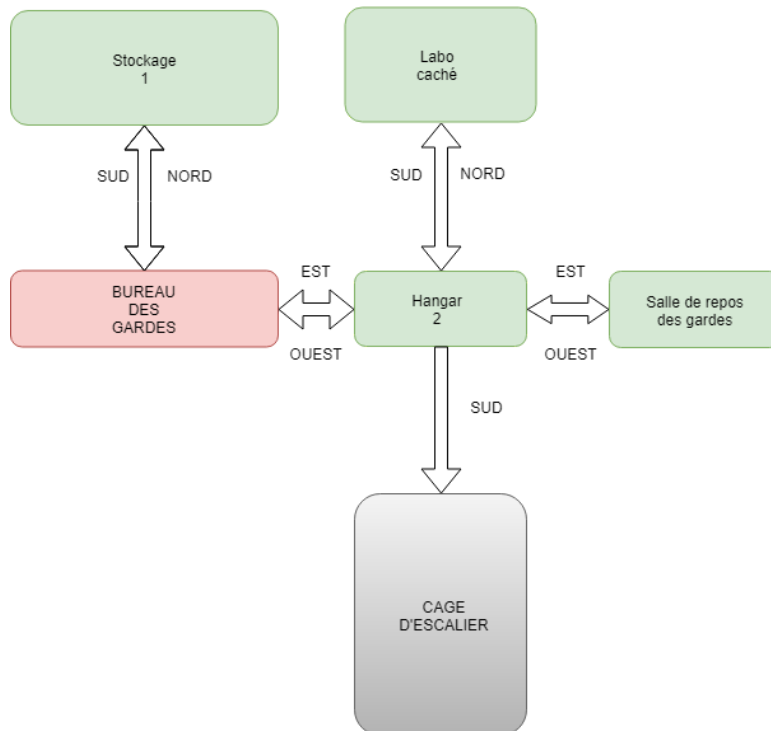 Stockage
1
Labo
caché
SUD
NORD
SUD
NORD
BUREAU
DES
GARDES
EST
OUEST
Hangar
2
EST
OUEST
Salle de repos
des gardes
SUD
CAGE
D'ESCALIER